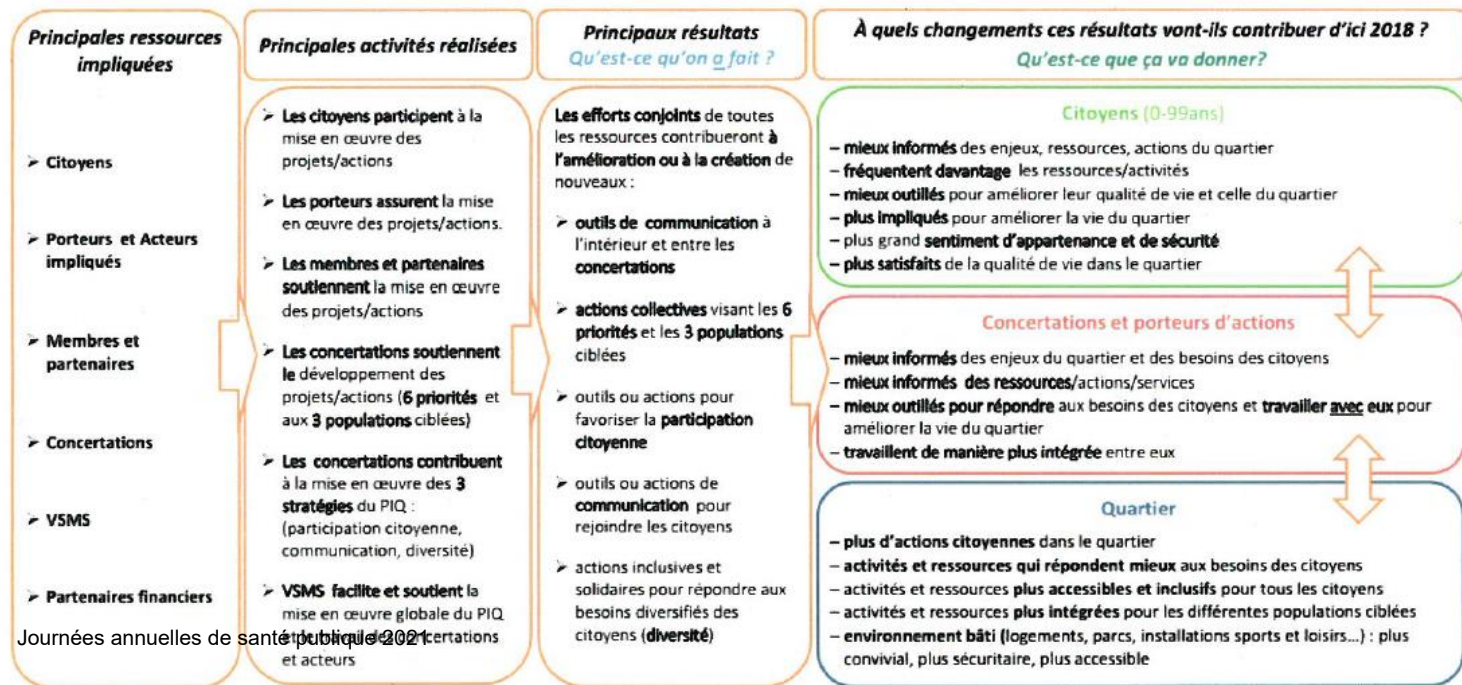 Principales ressources
impliquées
➢ Citoyens
➢ Porteurs et Acteurs
impliqués
➢ Membres et
partenaires
➢ Concertations
➢ VSMS
➢ Partenaires financiers
Principales activités réalisées
➢ Les citoyens participent à la
mise en œuvre des
projets/actions
➢ Les porteurs assurent la mise
en œuvre des projets/actions.
➢ Les membres et partenaires
soutiennent la mise en œuvre
des projets/actions
➢ Les concertations soutiennent
le développement des
projets/actions (6 priorités et
aux 3 populations ciblées)
➢ Les concertations contribuent
à la mise en œuvre des 3
stratégies du PIQ :
(participation citoyenne,
communication, diversité)
➢ VSMS facilite et soutient la
mise en œuvre globale du PIQ
et le travail des concertations
et acteurs
Principaux résultats
Qu'est-ce qu'on a fait ?
Les efforts conjoints de toutes
les ressources contribueront à
l'amélioration ou à la création de
nouveaux :
➢ outils de communication à
l'intérieur et entre les
concertations
➢ actions collectives visant les 6
priorités et les 3 populations
ciblées
➢ outils ou actions pour
favoriser la participation
citoyenne
➢ outils ou actions de
communication pour
rejoindre les citoyens
➢ actions inclusives et
solidaires pour répondre aux
besoins diversifiés des
citoyens (diversité)
À quels changements ces résultats vont-ils contribuer d'ici 2018 ?
Qu'est-ce que ça va donner?
Citoyens (0-99ans)
– mieux informés des enjeux, ressources, actions du quartier
– fréquentent davantage les ressources/activités
– mieux outillés pour améliorer leur qualité de vie et celle du quartier
– plus impliqués pour améliorer la vie du quartier
– plus grand sentiment d'appartenance et de sécurité
– plus satisfaits de la qualité de vie dans le quartier
Concertations et porteurs d'actions
– mieux informés des enjeux du quartier et des besoins des citoyens
– mieux informés des ressources/actions/services
– mieux outillés pour répondre aux besoins des citoyens et travailler avec eux pour
améliorer la vie du quartier
– travaillent de manière plus intégrée entre eux
Quartier
– plus d'actions citoyennes dans le quartier
– activités et ressources qui répondent mieux aux besoins des citoyens
– activités et ressources plus accessibles et inclusifs pour tous les citoyens
– activités et ressources plus intégrées pour les différentes populations ciblées
– environnement bâti (logements, parcs, installations sports et loisirs...) : plus
convivial, plus sécuritaire, plus accessible
Journées annuelles de santé publique 2021